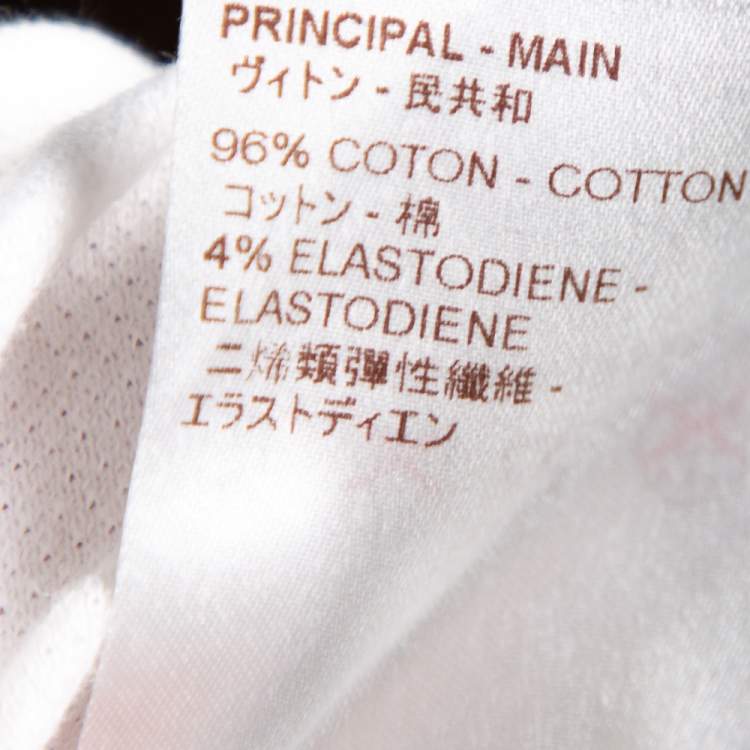 PRINCIPAL - MAIN
ヴィトン - 民共和
96% COTON - COTTON
コットン - 棉
4% ELASTODIENE -
ELASTODIENE
二烯類彈性纖維 -
エラストディエン